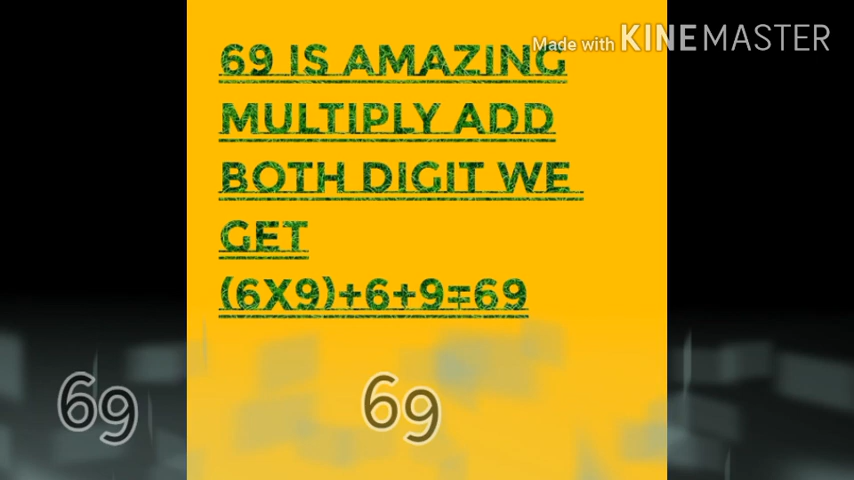 Made with KINEMASTER
69 IS AMAZING
MULTIPLY ADD
BOTH DIGIT WE
GET
(6X9)+6+9=69
69
69